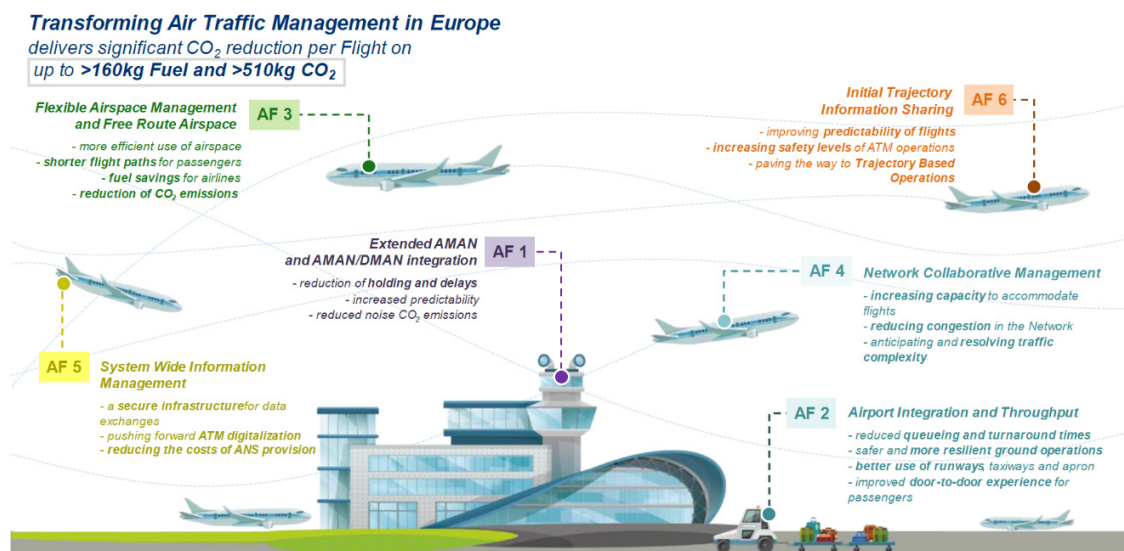 Transforming Air Traffic Management in Europe
delivers significant CO2 reduction per Flight on
up to >160kg Fuel and >510kg CO2
Flexible Airspace Management
and Free Route Airspace
AF 3
- more efficient use of airspace
- shorter flight paths for passengers
- fuel savings for airlines
- reduction of CO2 emissions
Initial Trajectory
Information Sharing
AF 6
- improving predictability of flights
- increasing safety levels of ATM operations
- paving the way to Trajectory Based
Operations
Extended AMAN
and AMAN/DMAN integration
AF 1
- reduction of holding and delays
- increased predictability
- reduced noise CO2 emissions
AF 4
Network Collaborative Management
- increasing capacity to accommodate
flights
- reducing congestion in the Network
- anticipating and resolving traffic
complexity
AF 5
System Wide Information
Management
- a secure infrastructurefor data
exchanges
- pushing forward ATM digitalization
- reducing the costs of ANS provision
AF 2
Airport Integration and Throughput
- reduced queueing and turnaround times
- safer and more resilient ground operations
- better use of runways, taxiways and apron
- improved door-to-door experience for
passengers